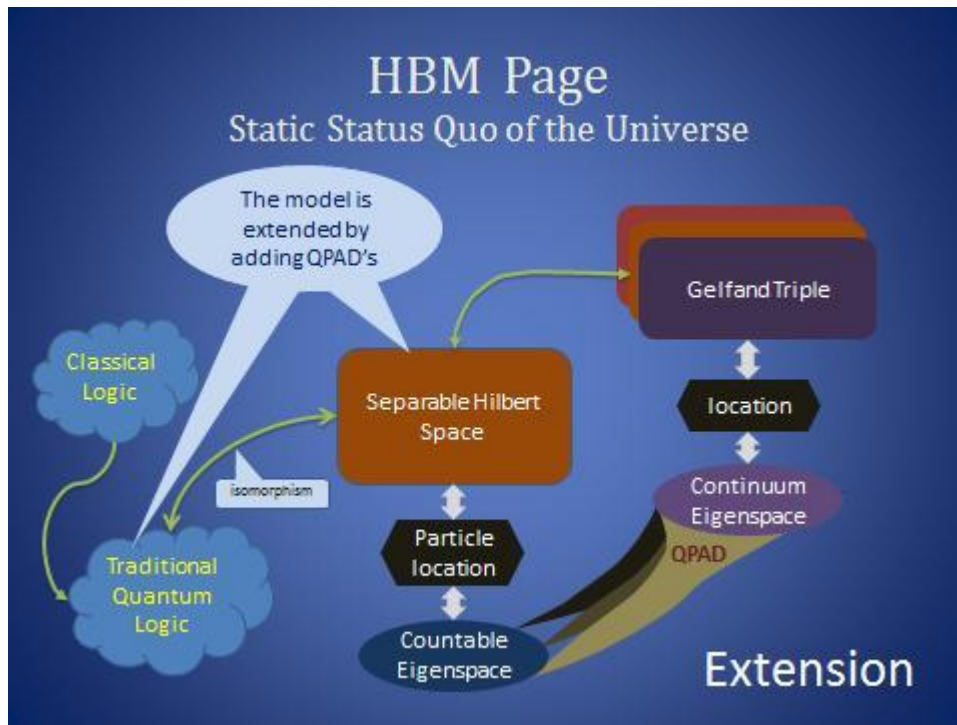 HBM Page
Static Status Quo of the Universe
The model is
extended by
adding QPAD's
Gelfand Triple
Classical
Logic
Separable Hilbert
Space
location
isomorphism
Continuum
Eigenspace
Particle
location
QPAD
Traditional
Quantum
Logic
Countable
Eigenspace
Extension